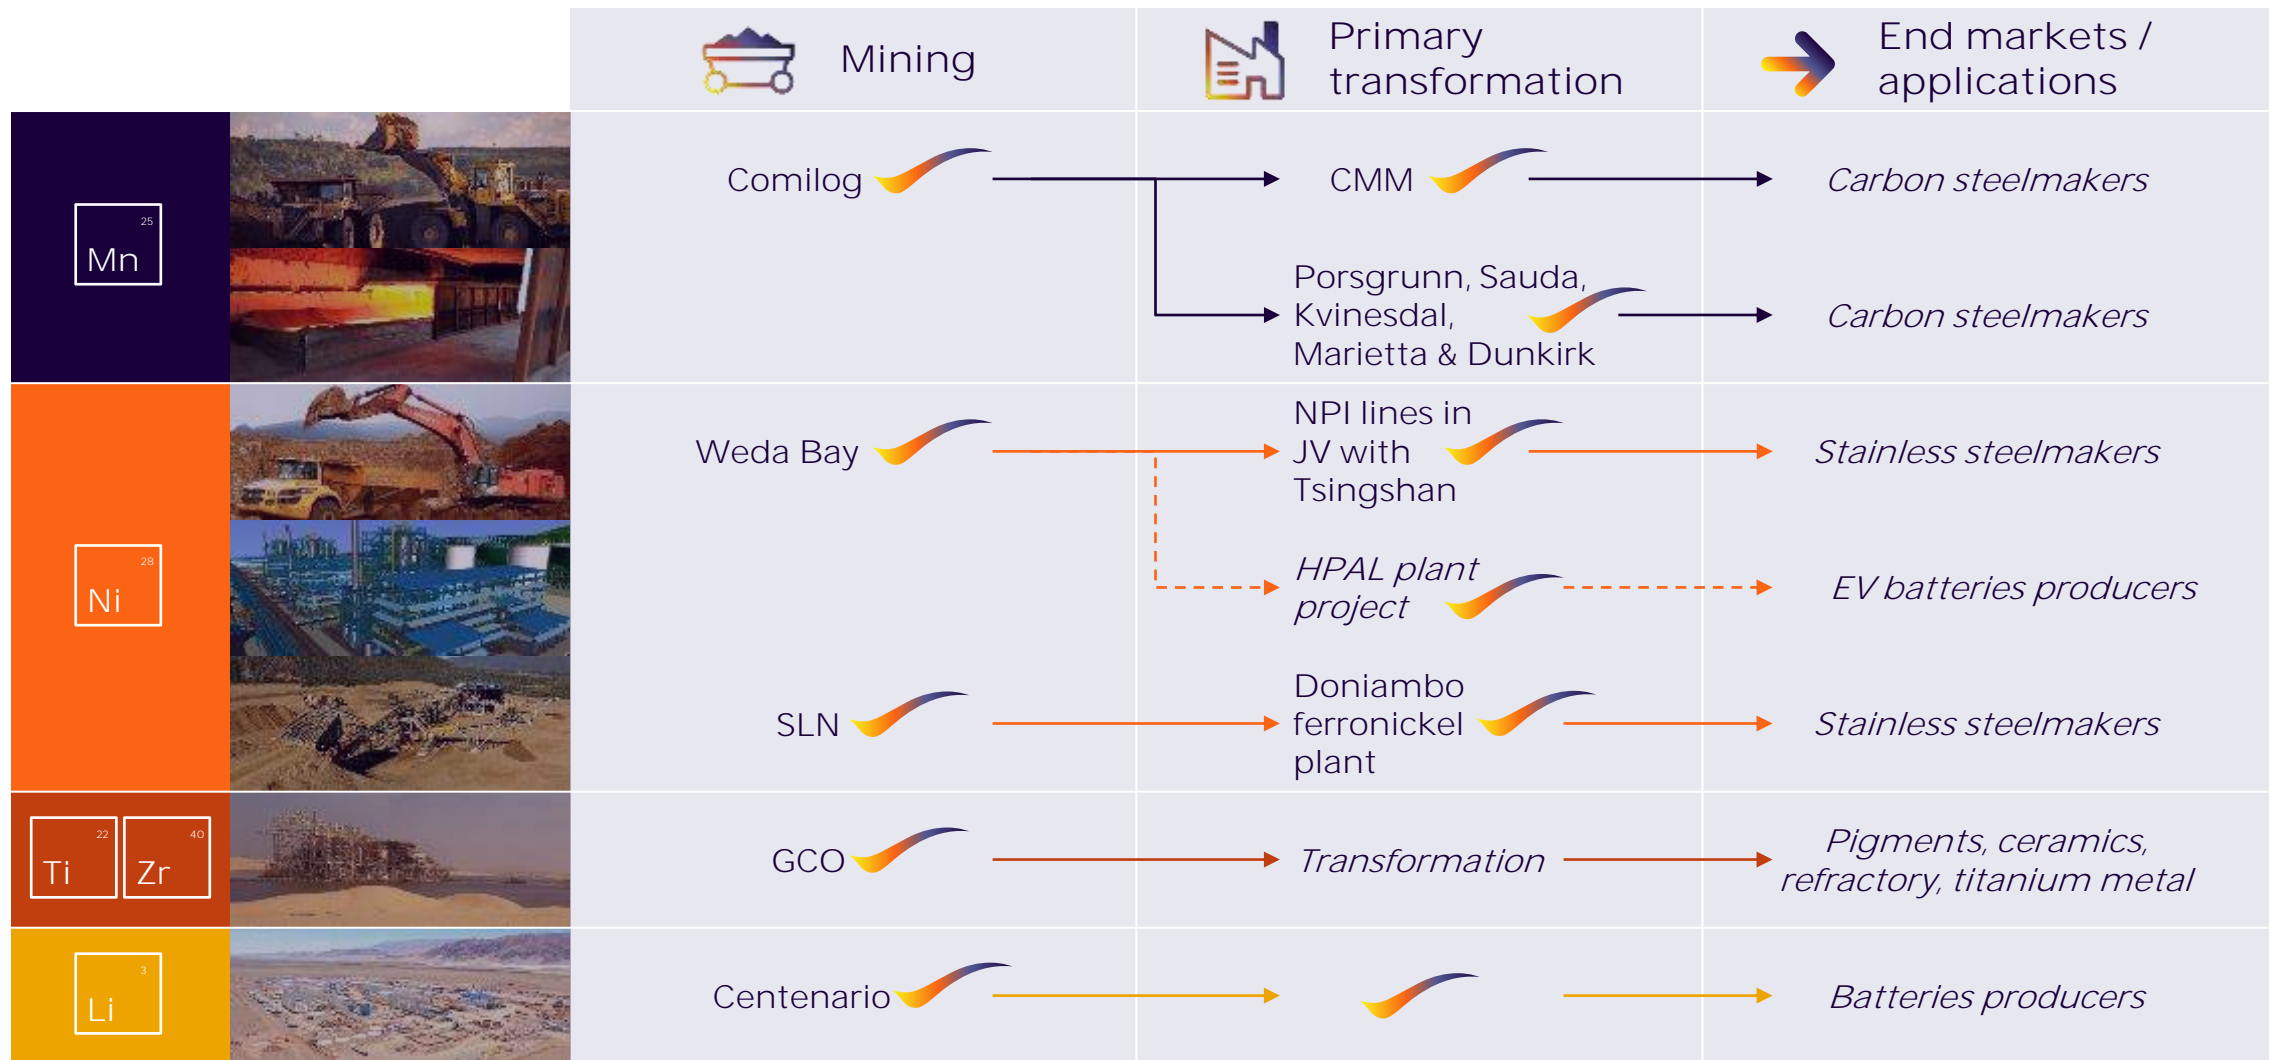 Mining
Primary
transformation
End markets /
applications
25
Mn
Comilog
CMM
Carbon steelmakers
Porsgrunn, Sauda,
Kvinesdal,
Marietta & Dunkirk
Carbon steelmakers
28
Ni
Weda Bay
NPI lines in
JV with
Tsingshan
Stainless steelmakers
HPAL plant
project
EV batteries producers
SLN
Doniambo
ferronickel
plant
Stainless steelmakers
22
Ti
40
Zr
GCO
Transformation
Pigments, ceramics,
refractory, titanium metal
3
Li
Centenario
Batteries producers